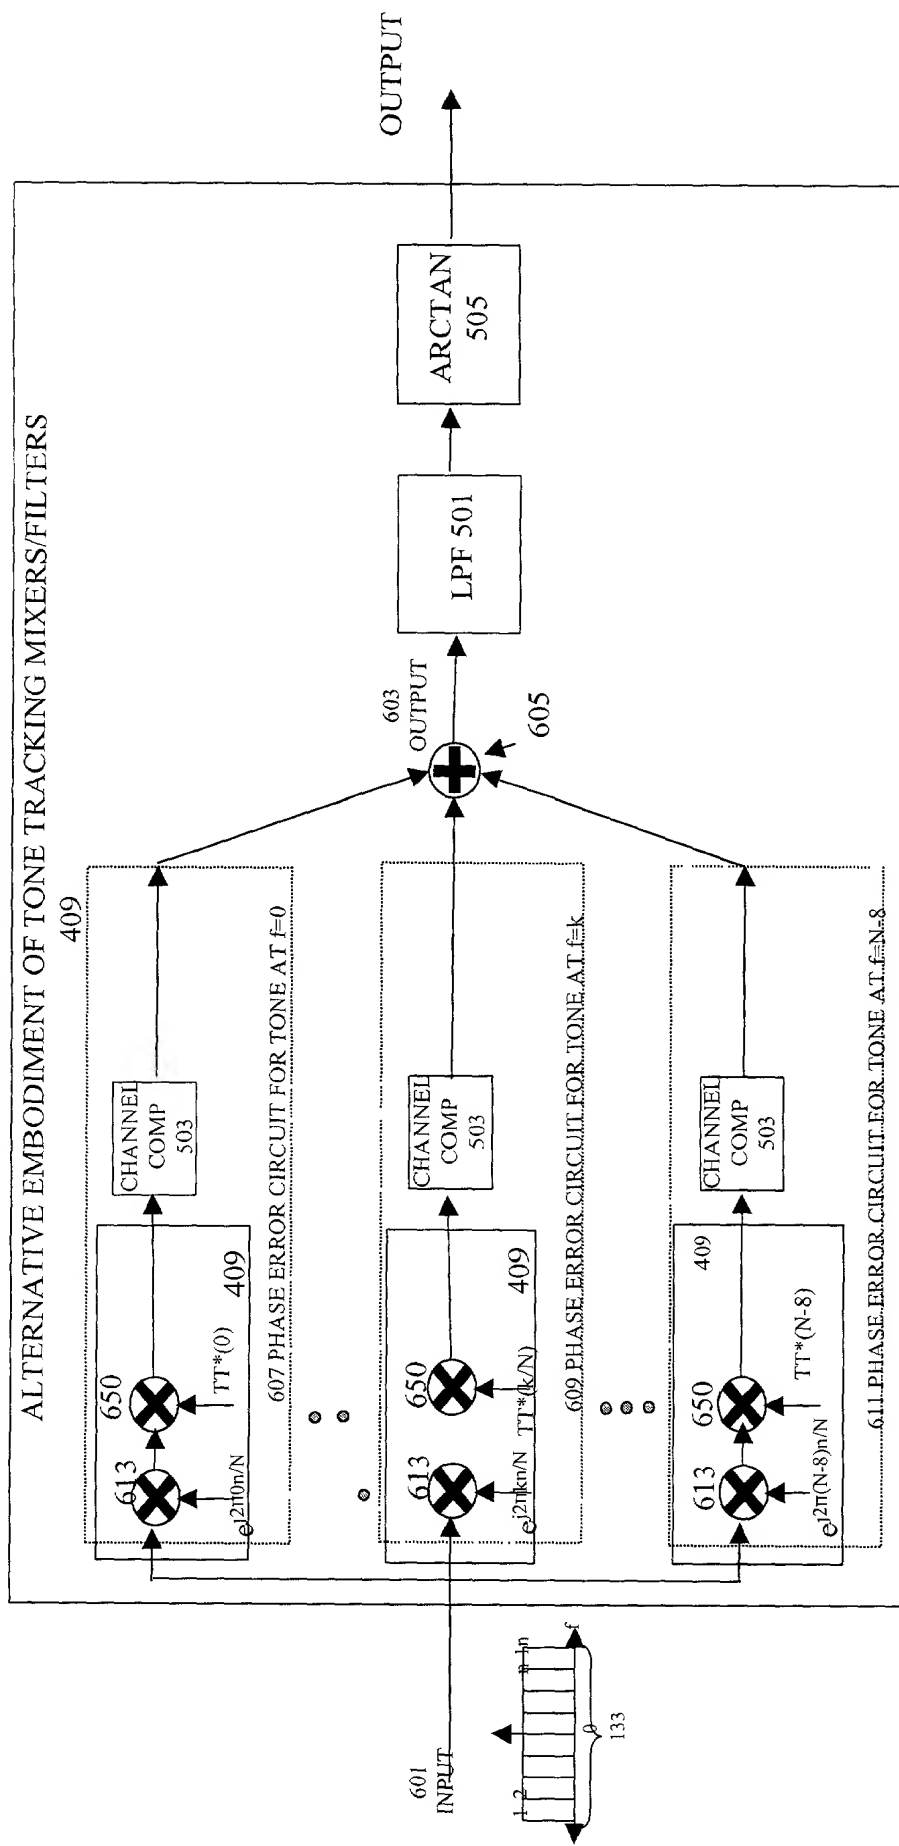 ALTERNATIVE EMBODIMENT OF TONE TRACKING MIXERS/FILTERS
409
613
650
CHANNEL
COMP
503
e^j2π0n/N
TT*(0)
409
607 PHASE ERROR CIRCUIT FOR TONE AT f=0
601
INPUT
613
650
CHANNEL
COMP
503
e^j2πkn/N
TT*(k/N)
409
609 PHASE ERROR CIRCUIT FOR TONE AT f=k
603
OUTPUT
605
LPF 501
ARCTAN
505
OUTPUT
1 2
n
f
0
133
613
650
409
CHANNEL
COMP
503
e^j2π(N-8)n/N
TT*(N-8)
611 PHASE ERROR CIRCUIT FOR TONE AT f=N-8